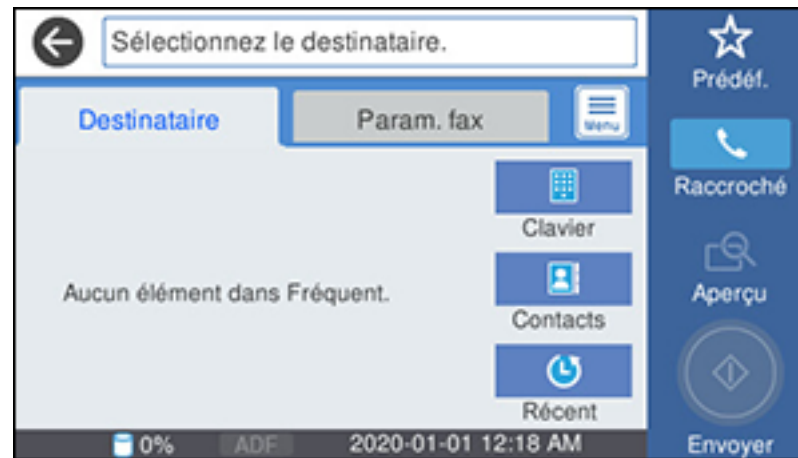 Sélectionnez le destinataire.
Prédéf.
Destinataire
Param. fax
Menu
Raccroché
Clavier
Aucun élément dans Fréquent.
Aperçu
Contacts
Récent
0%
ADF
2020-01-01 12:18 AM
Envoyer